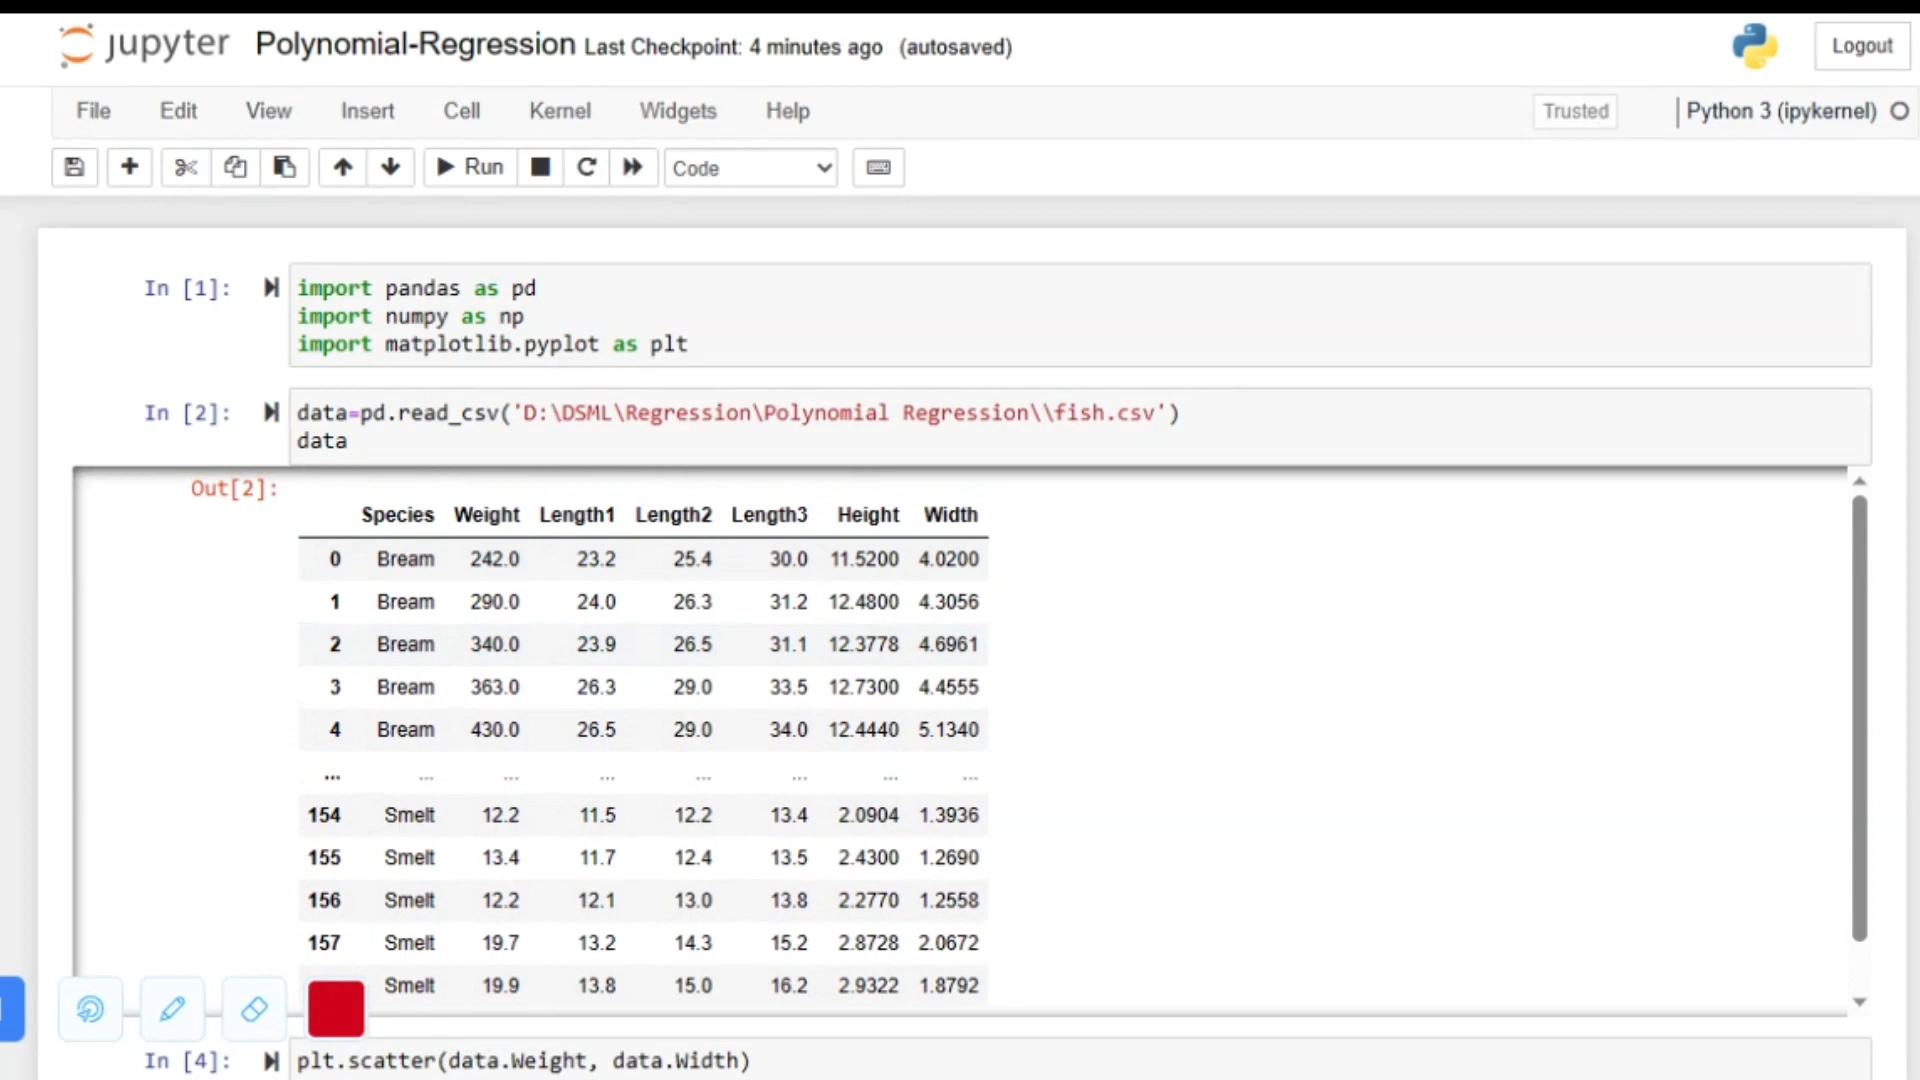 jupyter Polynomial-Regression Last Checkpoint: 4 minutes ago (autosaved) Logout
File Edit View Insert Cell Kernel Widgets Help Trusted Python 3 (ipykernel)
Run Code
In [1]: import pandas as pd
import numpy as np
import matplotlib.pyplot as plt
In [2]: data=pd.read_csv('D:\DSML\Regression\Polynomial Regression\\fish.csv')
data
Out[2]:
Species Weight Length1 Length2 Length3 Height Width
0 Bream 242.0 23.2 25.4 30.0 11.5200 4.0200
1 Bream 290.0 24.0 26.3 31.2 12.4800 4.3056
2 Bream 340.0 23.9 26.5 31.1 12.3778 4.6961
3 Bream 363.0 26.3 29.0 33.5 12.7300 4.4555
4 Bream 430.0 26.5 29.0 34.0 12.4440 5.1340
... ... ... ... ... ... ... ...
154 Smelt 12.2 11.5 12.2 13.4 2.0904 1.3936
155 Smelt 13.4 11.7 12.4 13.5 2.4300 1.2690
156 Smelt 12.2 12.1 13.0 13.8 2.2770 1.2558
157 Smelt 19.7 13.2 14.3 15.2 2.8728 2.0672
Smelt 19.9 13.8 15.0 16.2 2.9322 1.8792
In [4]: plt.scatter(data.Weight, data.Width)